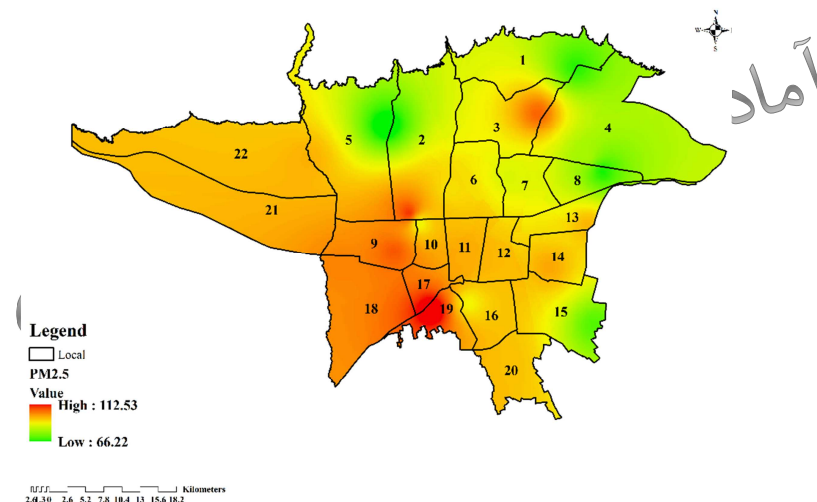 N
W
S
آماد
1
2
3
4
5
6
7
8
9
10
11
12
13
14
15
16
17
18
19
20
21
22
Legend
Local
PM2.5
Value
High : 112.53
Low : 66.22
Kilometers
2.6 5.2 7.8 10.4 13 15.6 18.2